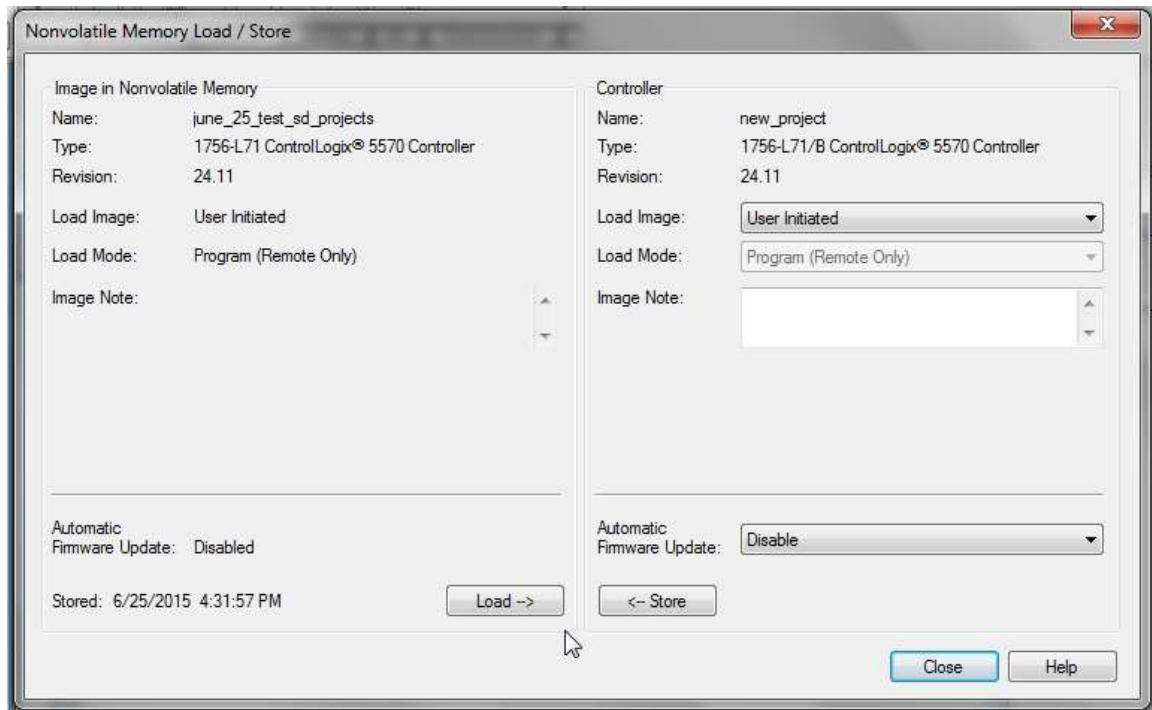 Nonvolatile Memory Load / Store
Image in Nonvolatile Memory
Name: june_25_test_sd_projects
Type: 1756-L71 ControlLogix® 5570 Controller
Revision: 24.11
Load Image: User Initiated
Load Mode: Program (Remote Only)
Image Note:
Automatic
Firmware Update: Disabled
Stored: 6/25/2015 4:31:57 PM
Load -->
Controller
Name: new_project
Type: 1756-L71/B ControlLogix® 5570 Controller
Revision: 24.11
Load Image: User Initiated
Load Mode: Program (Remote Only)
Image Note:
Automatic
Firmware Update: Disable
<-- Store
Close
Help